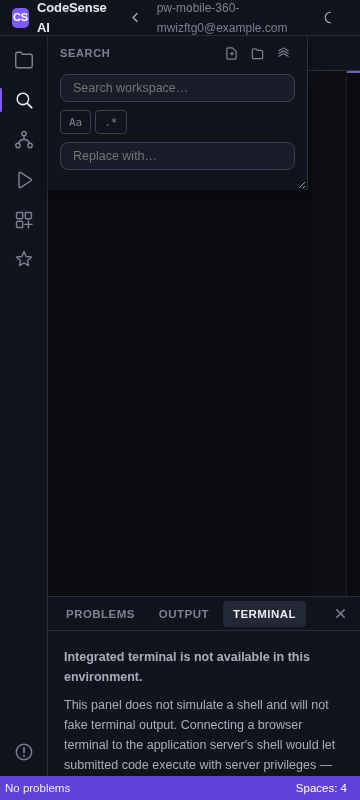 CS
CodeSense
AI
pw-mobile-360-
mwizftg0@example.com
SEARCH
Search workspace…
Aa
.*
Replace with…
PROBLEMS
OUTPUT
TERMINAL
Integrated terminal is not available in this
environment.
This panel does not simulate a shell and will not
fake terminal output. Connecting a browser
terminal to the application server's shell would let
submitted code execute with server privileges —
No problems
Spaces: 4